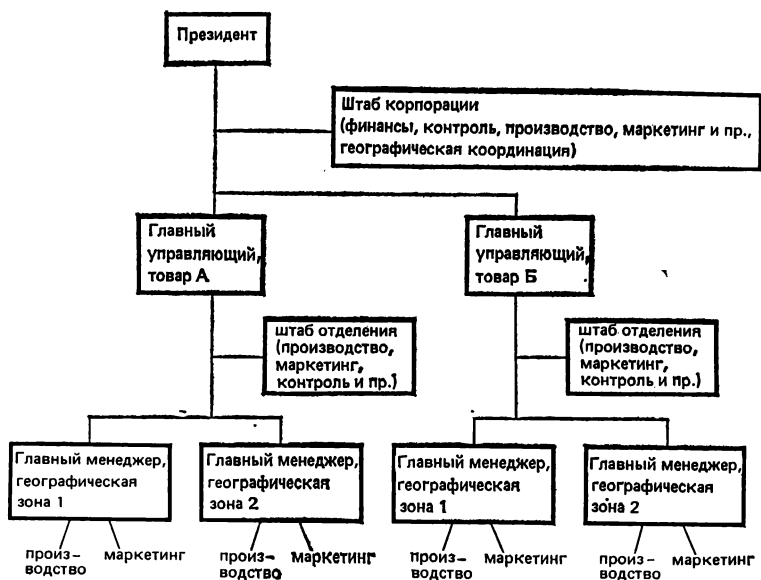 Президент
Штаб корпорации
(финансы, контроль, производство, маркетинг и пр.,
географическая координация)
Главный
управляющий,
товар А
Главный
управляющий,
товар Б
штаб отделения
(производство,
маркетинг,
контроль и пр.)
штаб отделения
(производство,
маркетинг,
контроль и пр.)
Главный менеджер,
географическая
зона 1
Главный менеджер,
географическая
зона 2
Главный менеджер,
географическая
зона 1
Главный менеджер,
географическая
зона 2
произ-
водство
маркетинг
произ-
водство
маркетинг
произ-
водство
маркетинг
произ-
водство
маркетинг